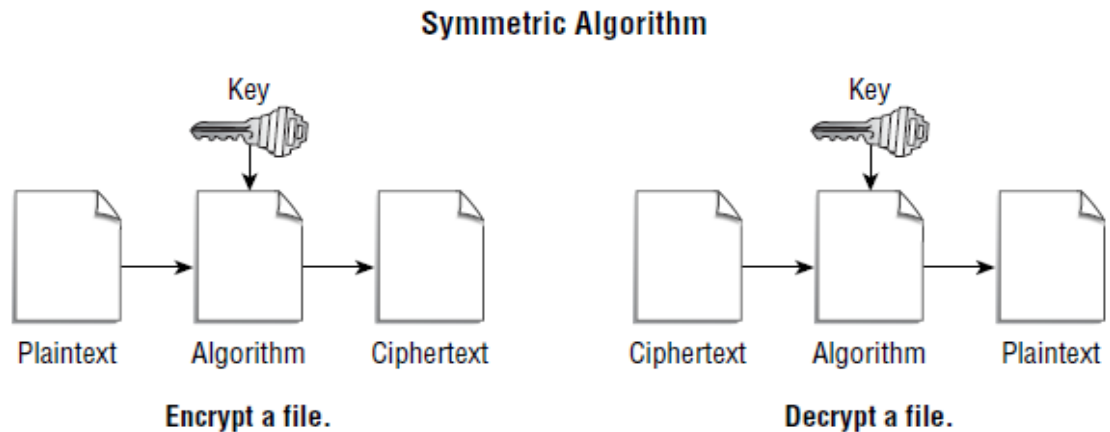 Symmetric Algorithm
Key
Key
Plaintext
Algorithm
Ciphertext
Ciphertext
Algorithm
Plaintext
Encrypt a file.
Decrypt a file.